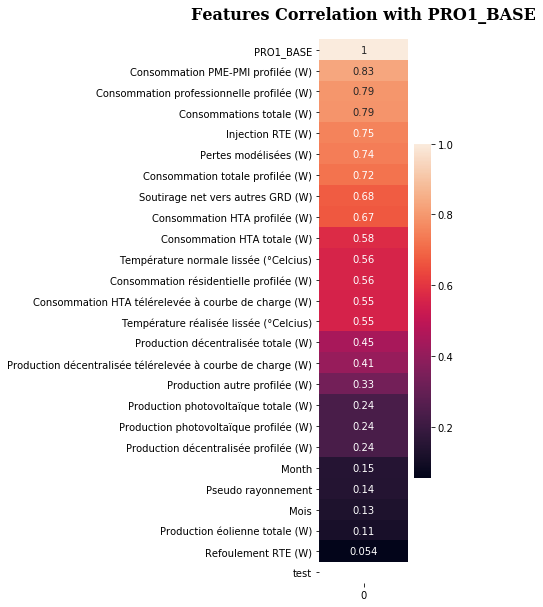 Features Correlation with PRO1_BASE
PRO1_BASE 1
Consommation PME-PMI profilée (W) 0.83
Consommation professionnelle profilée (W) 0.79
Consommations totale (W) 0.79
Injection RTE (W) 0.75
Pertes modélisées (W) 0.74
Consommation totale profilée (W) 0.72
Soutirage net vers autres GRD (W) 0.68
Consommation HTA profilée (W) 0.67
Consommation HTA totale (W) 0.58
Température normale lissée (°Celcius) 0.56
Consommation résidentielle profilée (W) 0.56
Consommation HTA télérelevée à courbe de charge (W) 0.55
Température réalisée lissée (°Celcius) 0.55
Production décentralisée totale (W) 0.45
Production décentralisée télérelevée à courbe de charge (W) 0.41
Production autre profilée (W) 0.33
Production photovoltaïque totale (W) 0.24
Production photovoltaïque profilée (W) 0.24
Production décentralisée profilée (W) 0.24
Month 0.15
Pseudo rayonnement 0.14
Mois 0.13
Production éolienne totale (W) 0.11
Refoulement RTE (W) 0.054
test
0
1.0
0.8
0.6
0.4
0.2